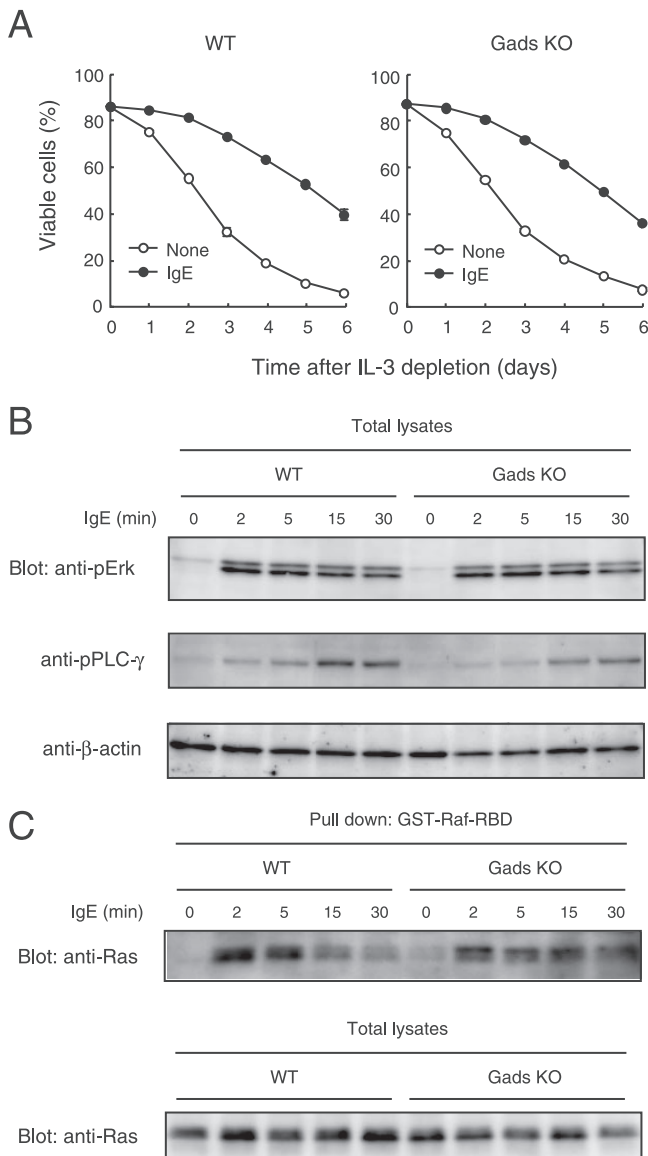 A
WT
Gads KO
Viable cells (%)
100
80
60
40
20
0
None
IgE
0 1 2 3 4 5 6
100
80
60
40
20
0
None
IgE
0 1 2 3 4 5 6
Time after IL-3 depletion (days)
B
Total lysates
WT Gads KO
IgE (min) 0 2 5 15 30 0 2 5 15 30
Blot: anti-pErk
anti-pPLC-γ
anti-β-actin
C
Pull down: GST-Raf-RBD
WT Gads KO
IgE (min) 0 2 5 15 30 0 2 5 15 30
Blot: anti-Ras
Total lysates
WT Gads KO
Blot: anti-Ras